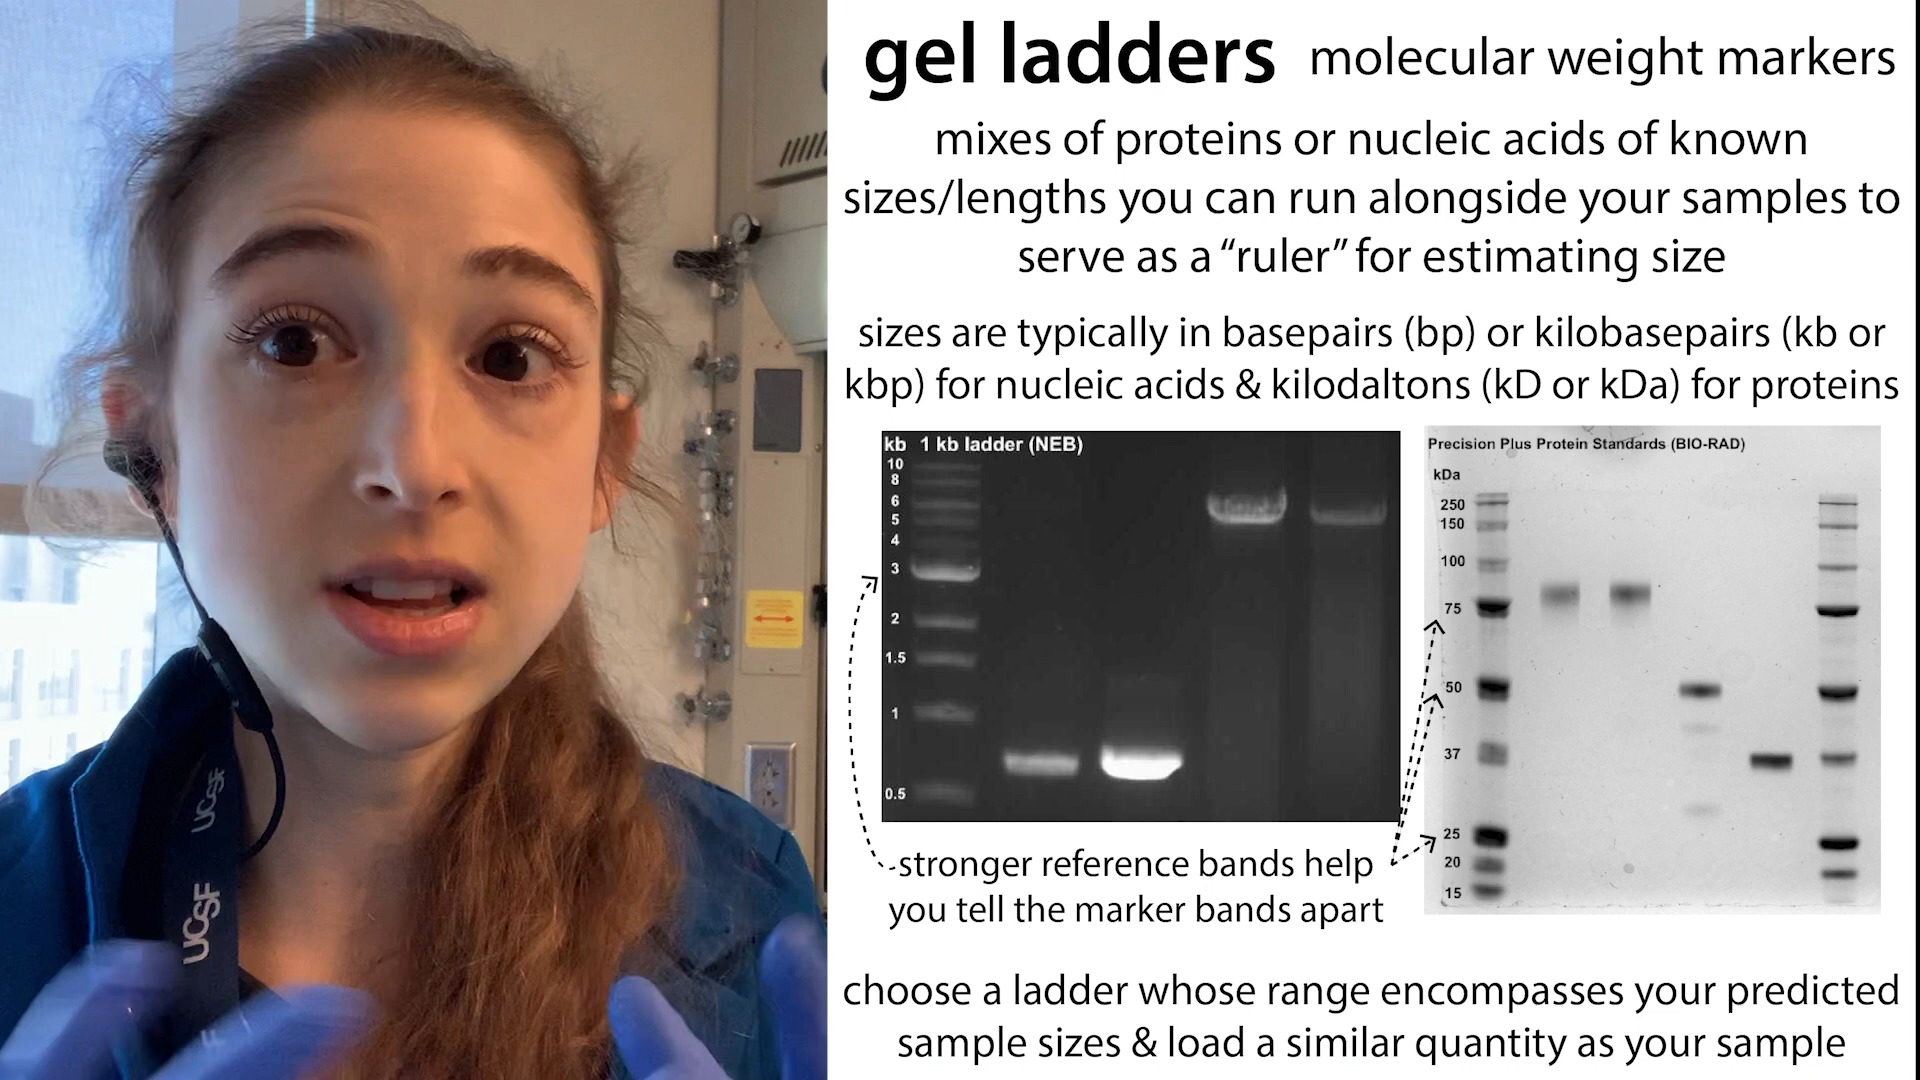 gel ladders molecular weight markers
mixes of proteins or nucleic acids of known
sizes/lengths you can run alongside your samples to
serve as a “ruler” for estimating size
sizes are typically in basepairs (bp) or kilobasepairs (kb or
kbp) for nucleic acids & kilodaltons (kD or kDa) for proteins
kb 1 kb ladder (NEB)
10
8
6
5
4
3
2
1.5
1
0.5
Precision Plus Protein Standards (BIO-RAD)
kDa
250
150
100
75
50
37
25
20
15
stronger reference bands help
you tell the marker bands apart
choose a ladder whose range encompasses your predicted
sample sizes & load a similar quantity as your sample
UCSF
UCSF